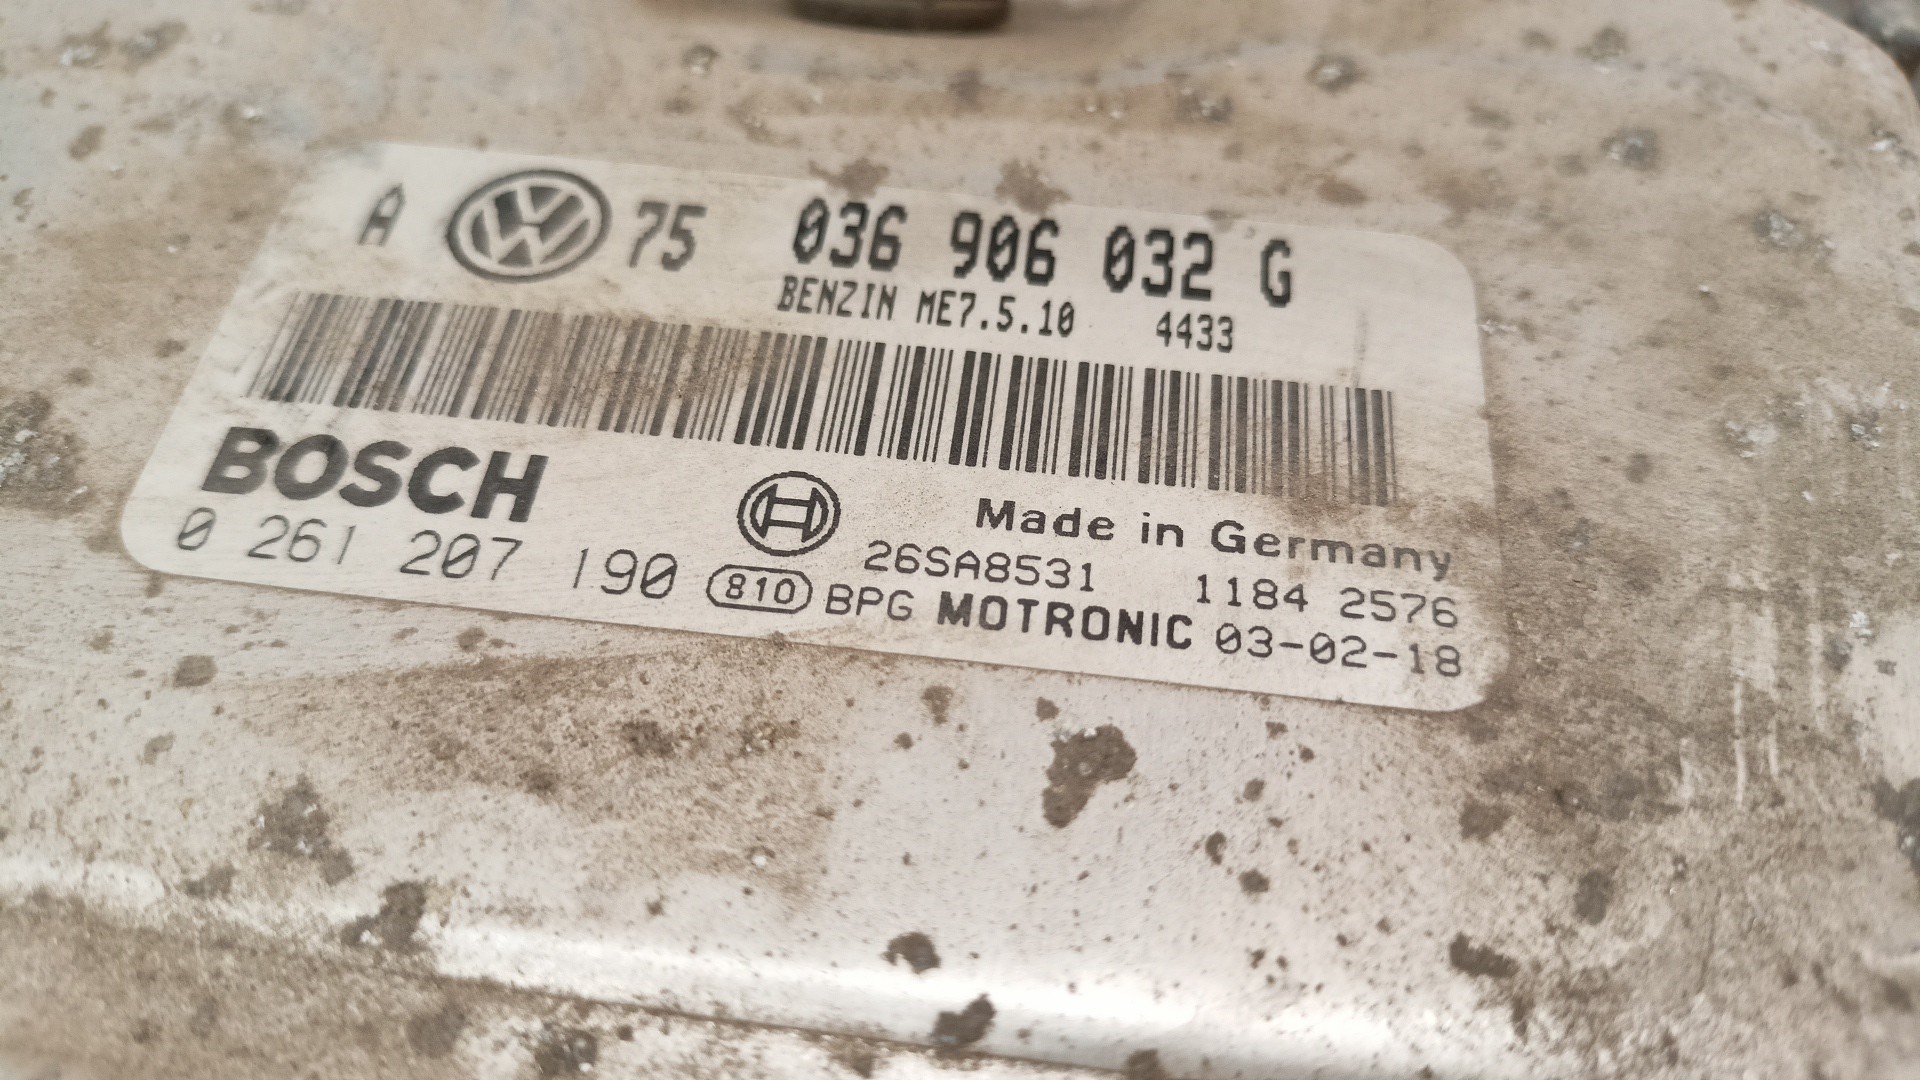 A VW 75 036 906 032 G
BENZIN ME7.5.10 4433
BOSCH
Made in Germany
0 261 207 190
26SA8531 1184 2576
810 BPG MOTRONIC 03-02-18